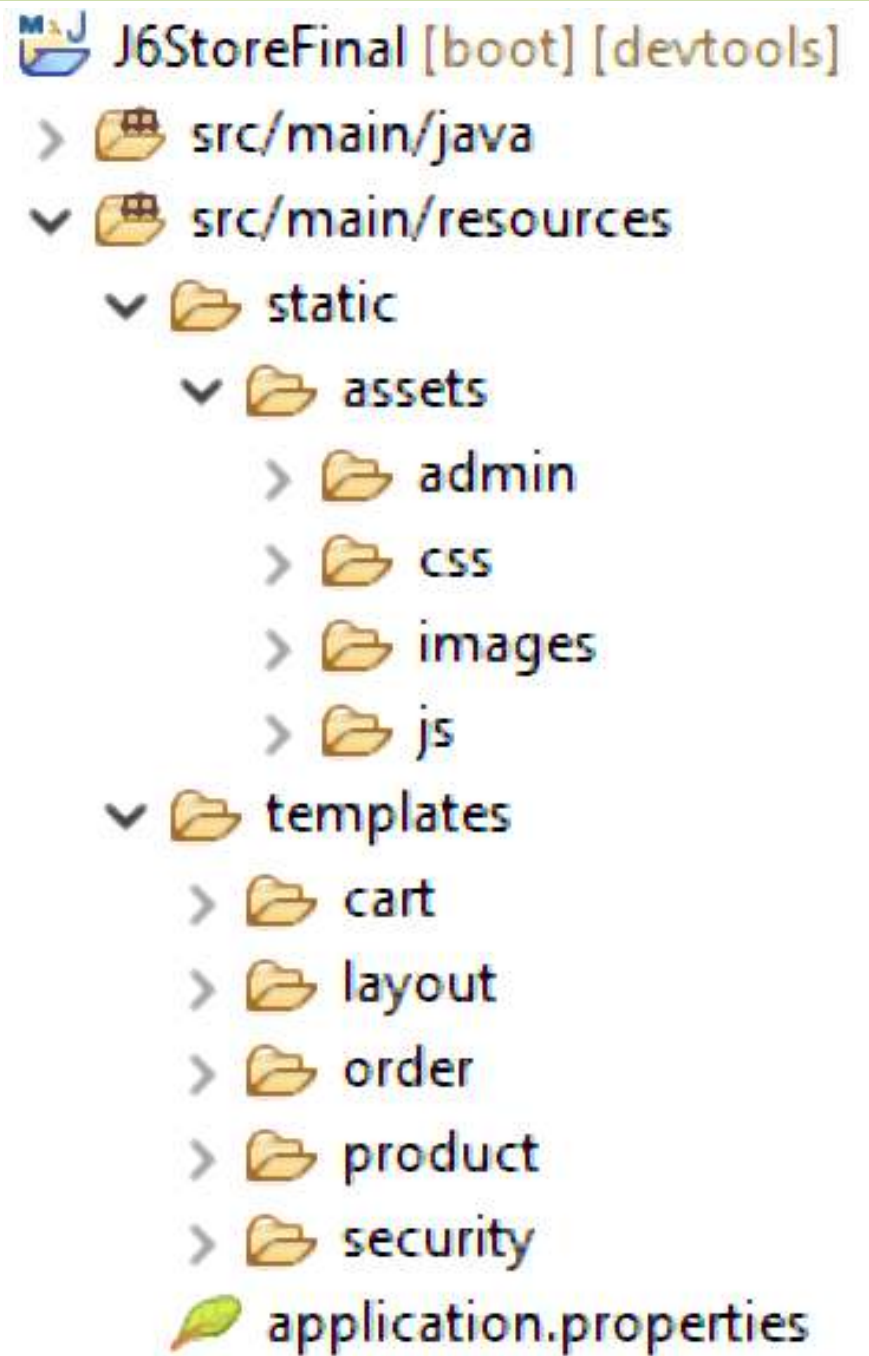 J6StoreFinal [boot] [devtools]
src/main/java
src/main/resources
static
assets
admin
css
images
js
templates
cart
layout
order
product
security
application.properties